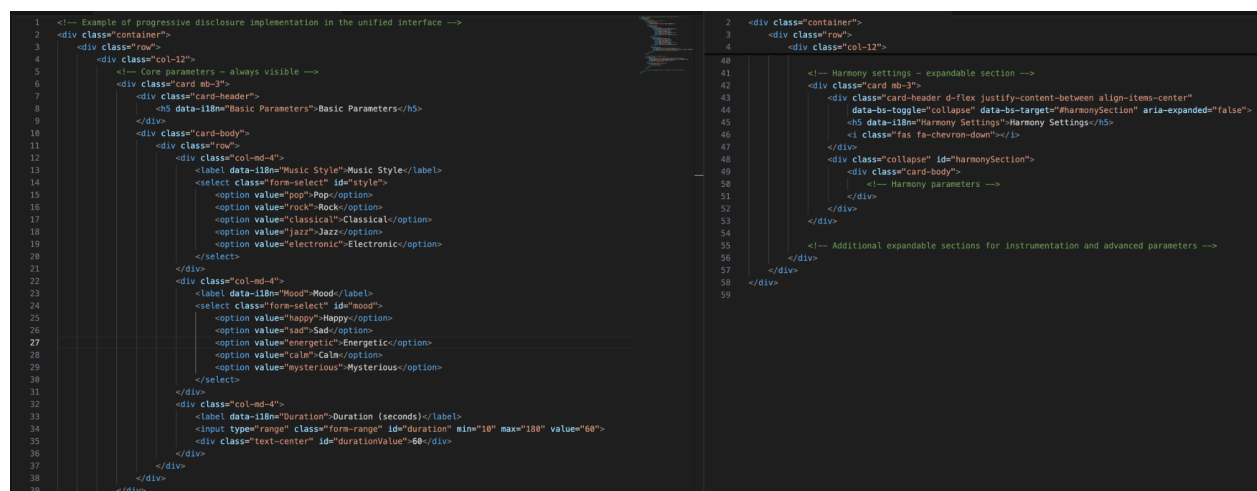 1 <!-- Example of progressive disclosure implementation in the unified interface -->
2 <div class="container">
3 <div class="row">
4 <div class="col-12">
5 <!-- Core parameters - always visible -->
6 <div class="card mb-3">
7 <div class="card-header">
8 <h5 data-i18n="Basic Parameters">Basic Parameters</h5>
9 </div>
10 <div class="card-body">
11 <div class="row">
12 <div class="col-md-4">
13 <label data-i18n="Music Style">Music Style</label>
14 <select class="form-select" id="style">
15 <option value="pop">Pop</option>
16 <option value="rock">Rock</option>
17 <option value="classical">Classical</option>
18 <option value="jazz">Jazz</option>
19 <option value="electronic">Electronic</option>
20 </select>
21 </div>
22 <div class="col-md-4">
23 <label data-i18n="Mood">Mood</label>
24 <select class="form-select" id="mood">
25 <option value="happy">Happy</option>
26 <option value="sad">Sad</option>
27 <option value="energetic">Energetic</option>
28 <option value="calm">Calm</option>
29 <option value="mysterious">Mysterious</option>
30 </select>
31 </div>
32 <div class="col-md-4">
33 <label data-i18n="Duration">Duration (seconds)</label>
34 <input type="range" class="form-range" id="duration" min="10" max="180" value="60">
35 <div class="text-center" id="durationValue">60</div>
36 </div>
37 </div>
38 </div>
39 </div>
2 <div class="container">
3 <div class="row">
4 <div class="col-12">
40
41 <!-- Harmony settings - expandable section -->
42 <div class="card mb-3">
43 <div class="card-header d-flex justify-content-between align-items-center"
44 data-bs-toggle="collapse" data-bs-target="#harmonySection" aria-expanded="false">
45 <h5 data-i18n="Harmony Settings">Harmony Settings</h5>
46 <i class="fas fa-chevron-down"></i>
47 </div>
48 <div class="collapse" id="harmonySection">
49 <div class="card-body">
50 <!-- Harmony parameters -->
51 </div>
52 </div>
53 </div>
54
55 <!-- Additional expandable sections for instrumentation and advanced parameters -->
56 </div>
57 </div>
58 </div>
59